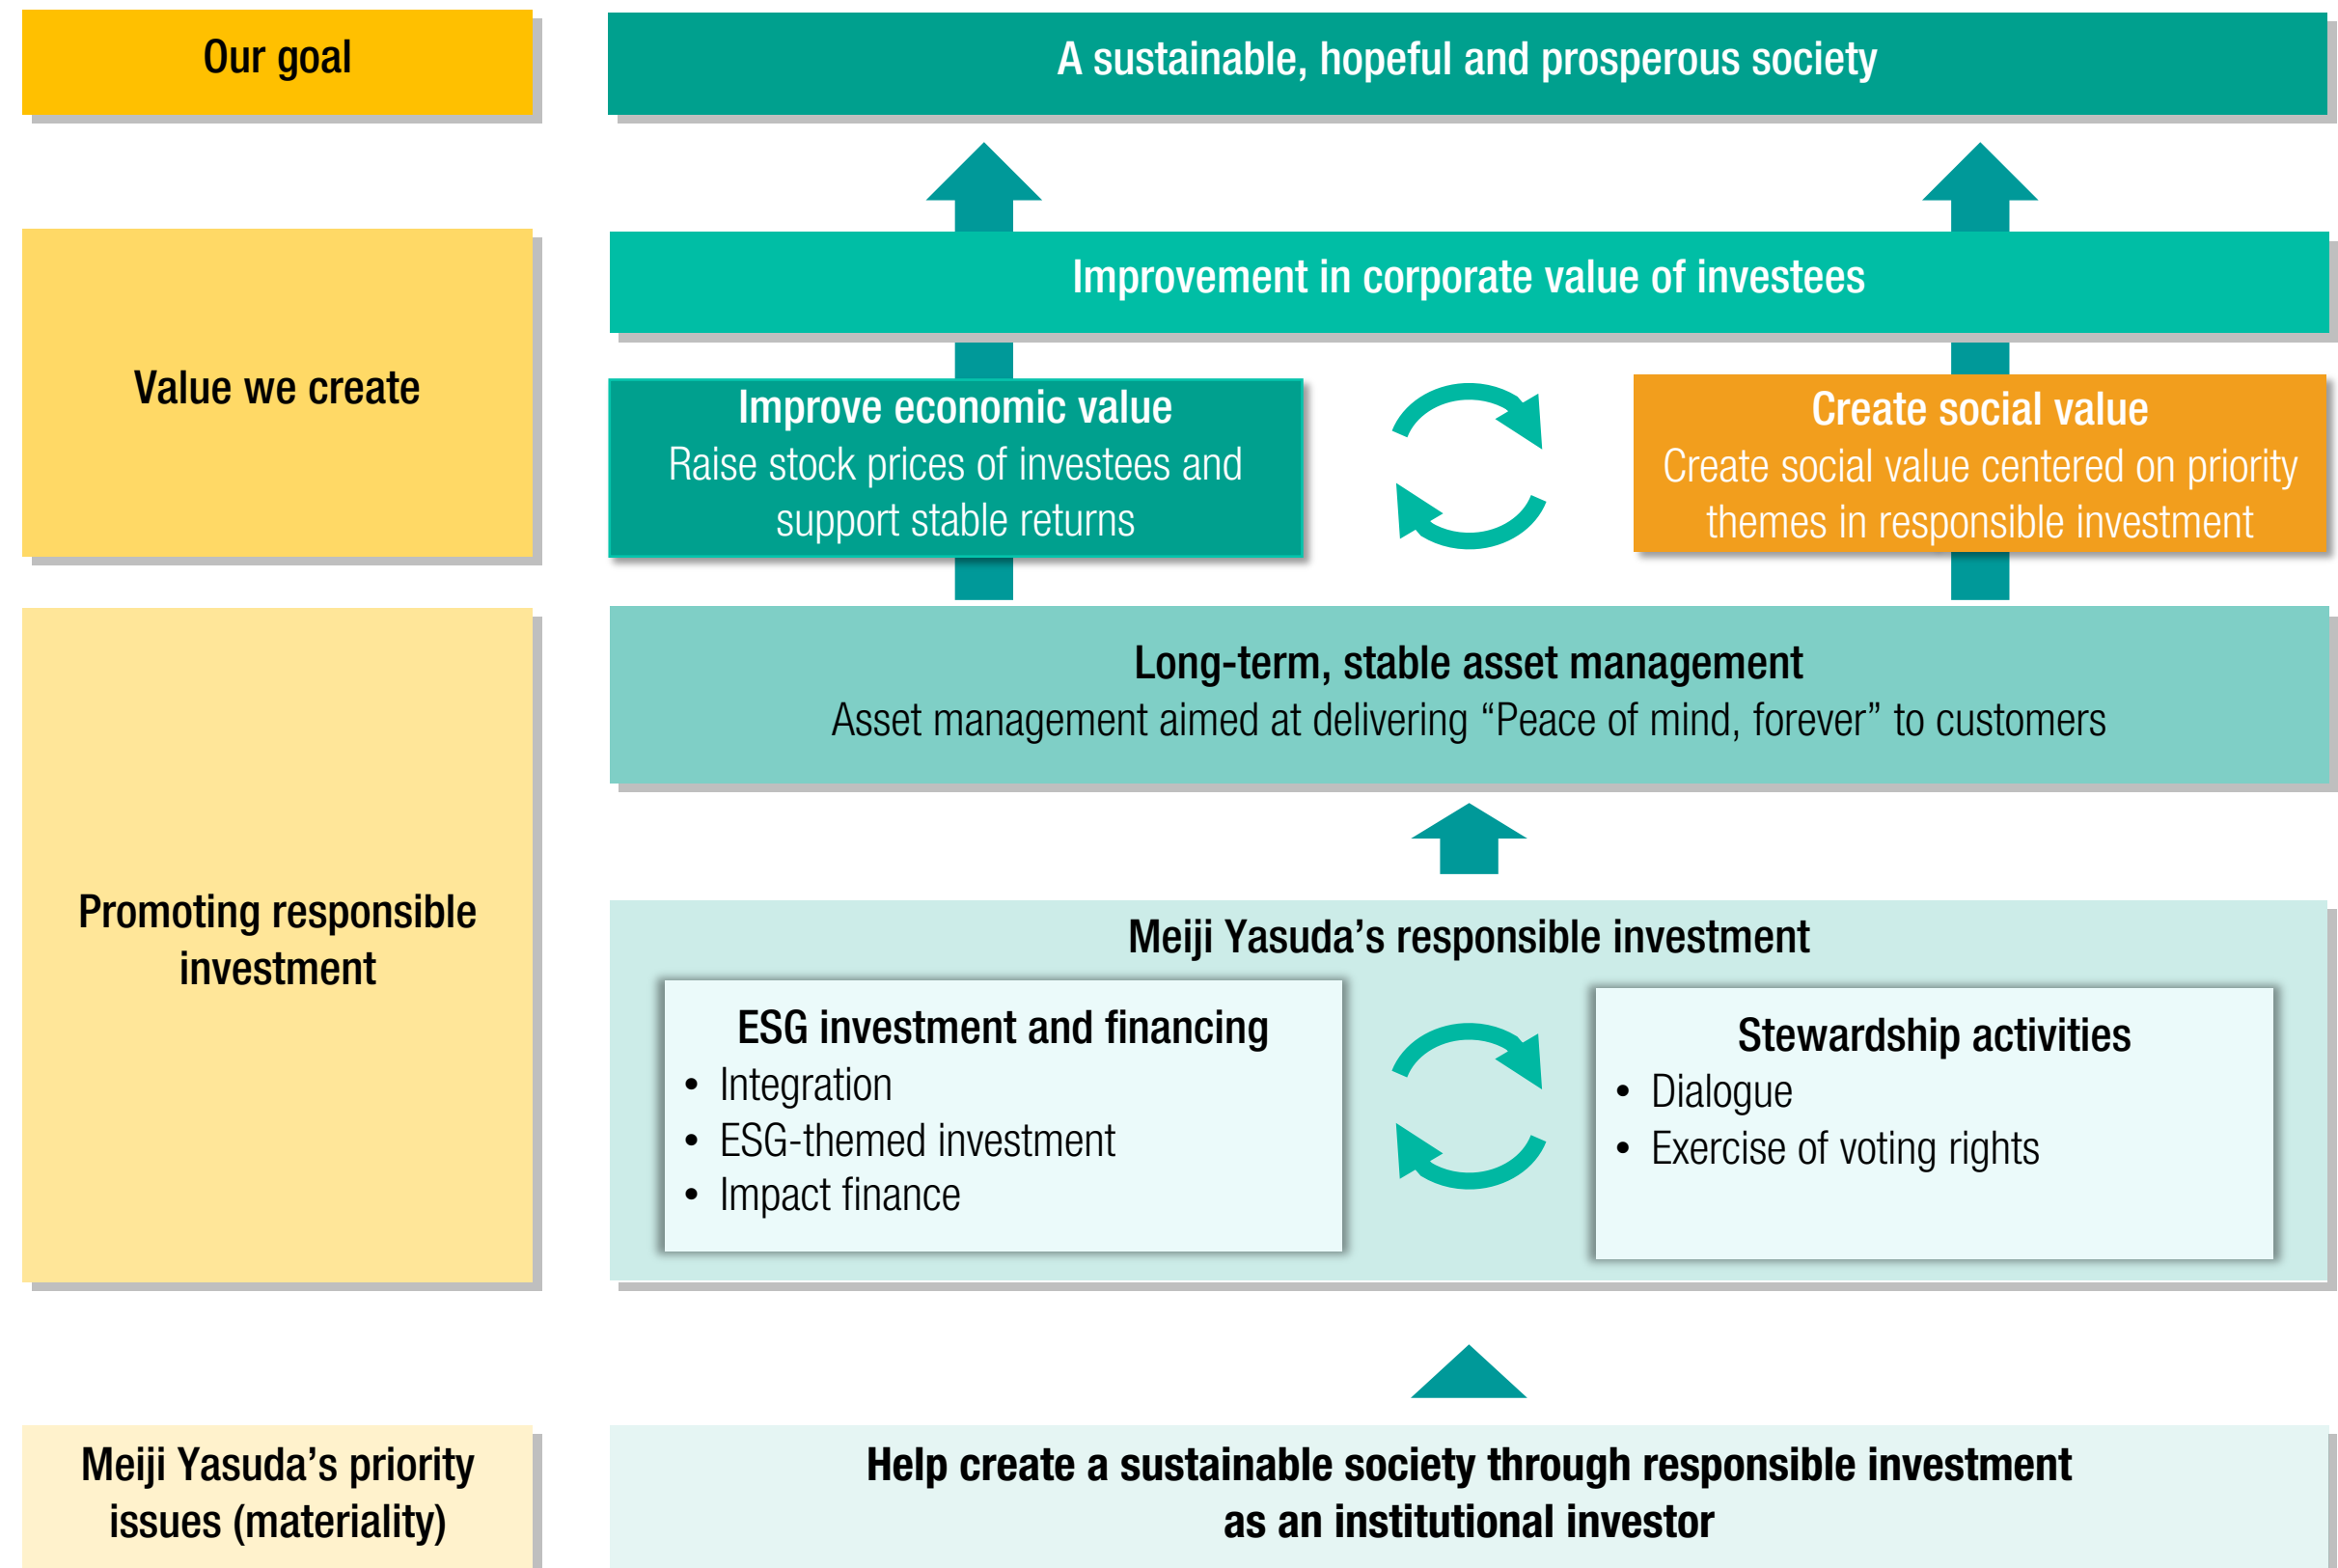 Our goal
A sustainable, hopeful and prosperous society
Value we create
Improvement in corporate value of investees
Improve economic value
Raise stock prices of investees and
support stable returns
Create social value
Create social value centered on priority
themes in responsible investment
Promoting responsible
investment
Long-term, stable asset management
Asset management aimed at delivering “Peace of mind, forever” to customers
Meiji Yasuda’s responsible investment
ESG investment and financing
• Integration
• ESG-themed investment
• Impact finance
Stewardship activities
• Dialogue
• Exercise of voting rights
Meiji Yasuda’s priority
issues (materiality)
Help create a sustainable society through responsible investment
as an institutional investor